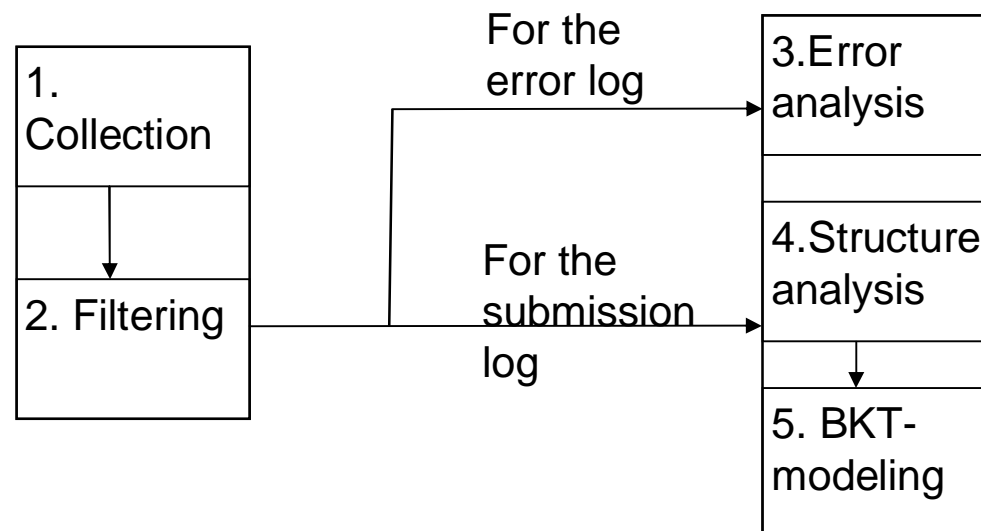 1.
Collection
2. Filtering
For the
error log
For the
submission
log
3.Error
analysis
4.Structure
analysis
5. BKT-
modeling